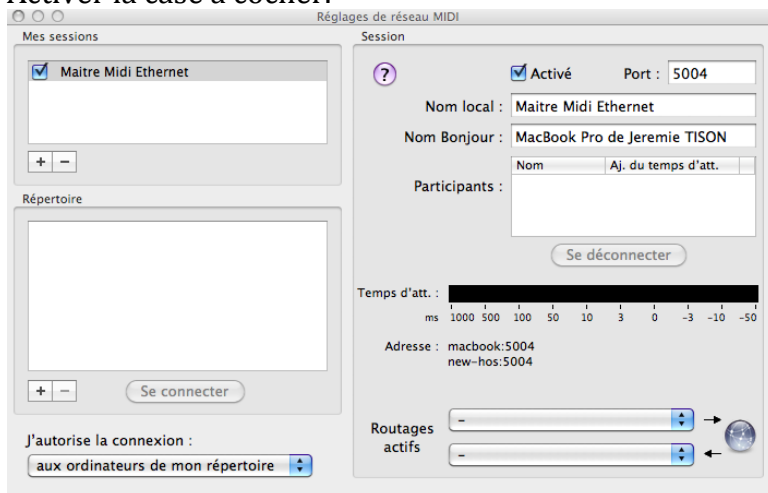 Activer la case à cocher.
Réglages de réseau MIDI
Mes sessions
Maitre Midi Ethernet
+ −
Répertoire
+ −
Se connecter
J'autorise la connexion :
aux ordinateurs de mon répertoire
Session
?
Activé
Port : 5004
Nom local : Maitre Midi Ethernet
Nom Bonjour : MacBook Pro de Jeremie TISON
Participants :
Nom Aj. du temps d'att.
Se déconnecter
Temps d'att. :
ms 1000 500 100 50 10 3 0 -3 -10 -50
Adresse : macbook:5004
new-hos:5004
Routages
actifs
-
-